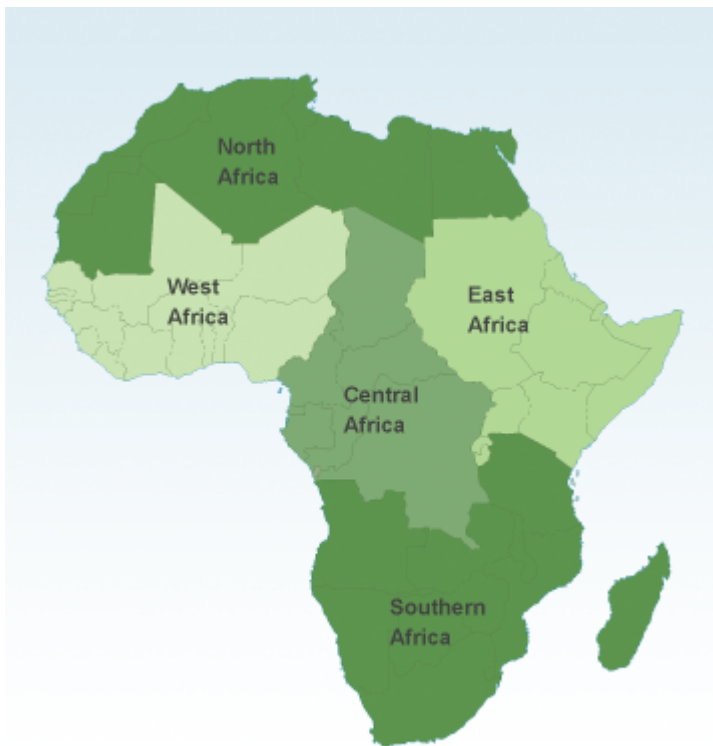 North
Africa
West
Africa
East
Africa
Central
Africa
Southern
Africa